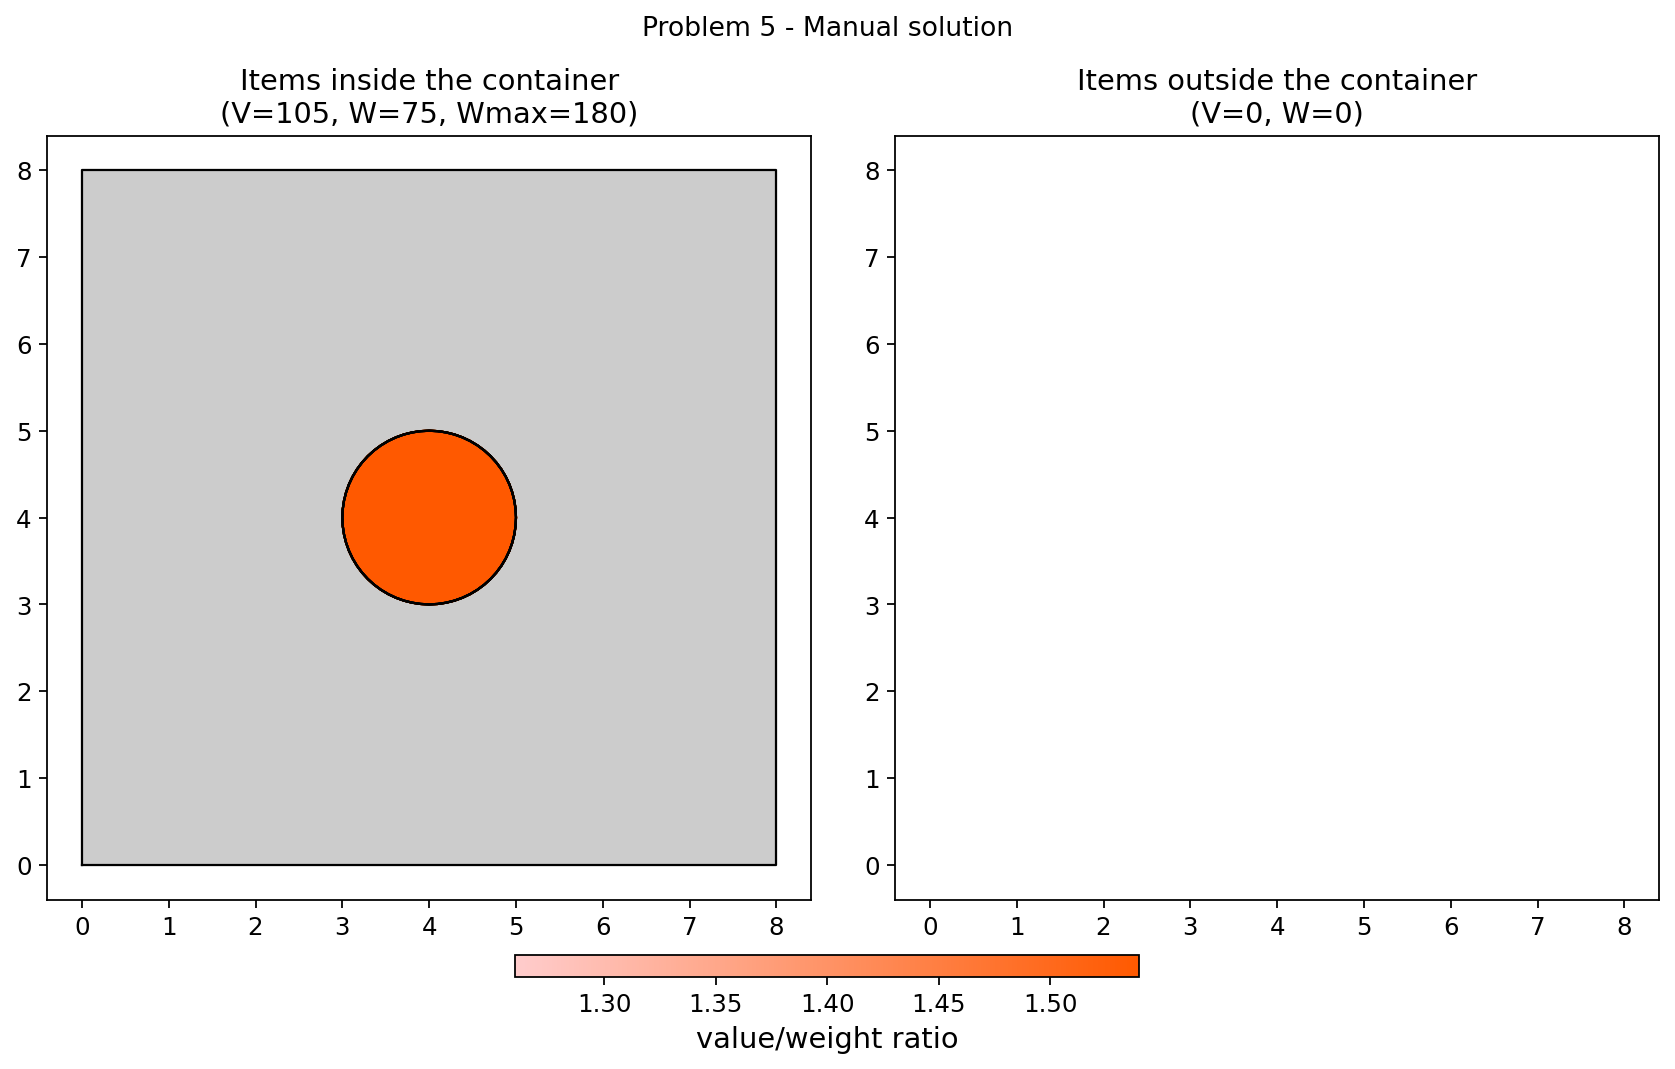 Problem 5 - Manual solution
Items inside the container
(V=105, W=75, Wmax=180)
8
7
6
5
4
3
2
1
0
0 1 2 3 4 5 6 7 8
Items outside the container
(V=0, W=0)
8
7
6
5
4
3
2
1
0
0 1 2 3 4 5 6 7 8
1.30 1.35 1.40 1.45 1.50
value/weight ratio